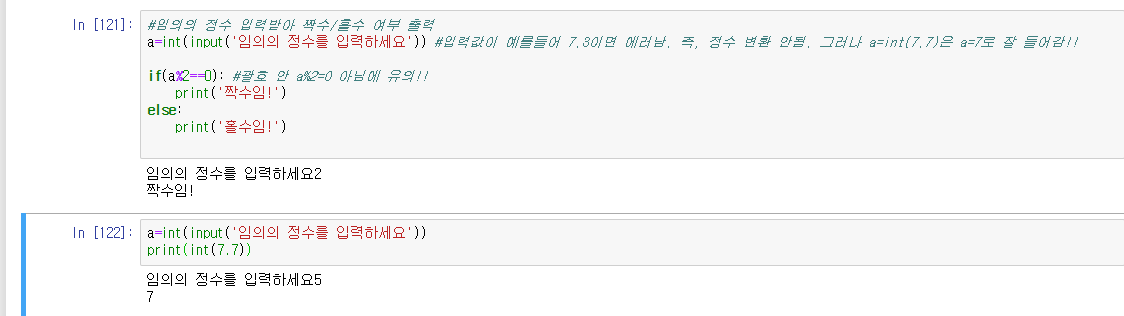 In [121]: #임의의 정수 입력받아 짝수/홀수 여부 출력
a=int(input('임의의 정수를 입력하세요')) #입력값이 예를들어 7.3이면 에러남. 즉, 정수 변환 안됨. 그러나 a=int(7.7)은 a=7로 잘 들어감!!
if(a%2==0): #괄호 안 a%2=0 아님에 유의!!
print('짝수임!')
else:
print('홀수임!')
임의의 정수를 입력하세요2
짝수임!
In [122]: a=int(input('임의의 정수를 입력하세요'))
print(int(7.7))
임의의 정수를 입력하세요5
7